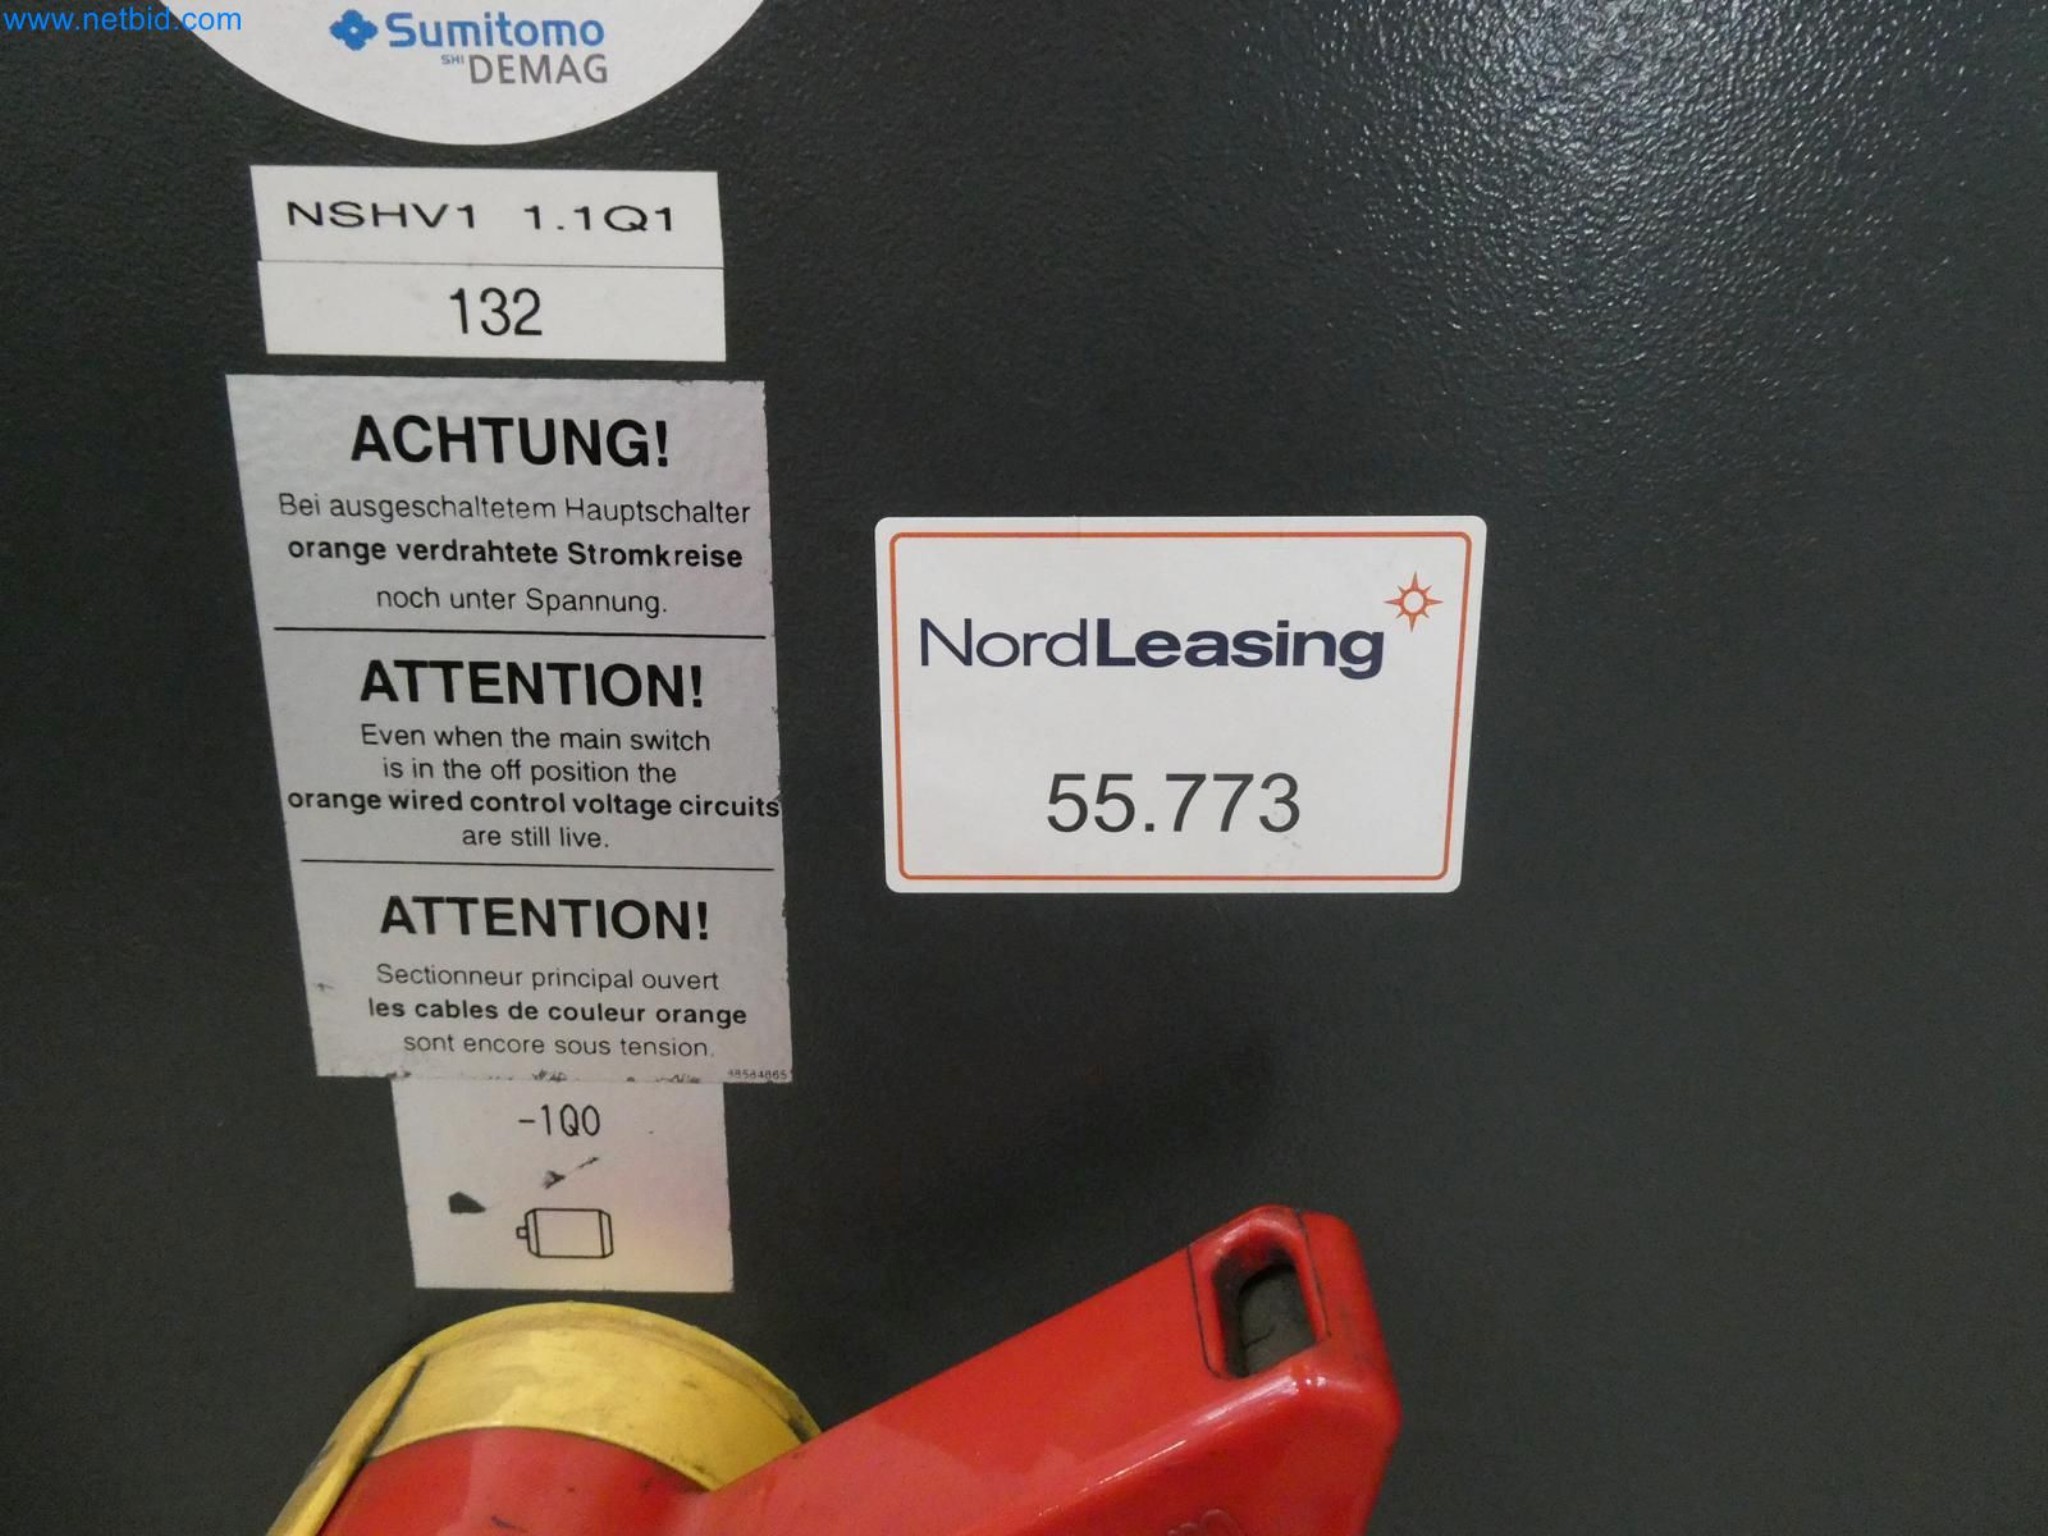 www.netbid.com
Sumitomo
SHI DEMAG
NSHV1 1.1Q1
132
ACHTUNG!
Bei ausgeschaltetem Hauptschalter
orange verdrahtete Stromkreise
noch unter Spannung.
ATTENTION!
Even when the main switch
is in the off position the
orange wired control voltage circuits
are still live.
ATTENTION!
Sectionneur principal ouvert
les cables de couleur orange
sont encore sous tension.
-1Q0
NordLeasing
55.773